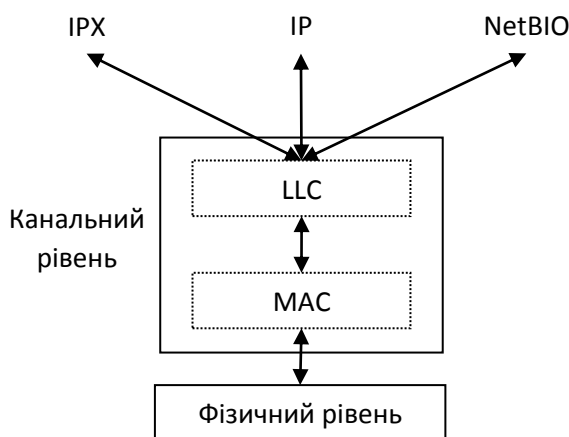 IPX IP NetBIO
LLC
Канальний
рівень
MAC
Фізичний рівень